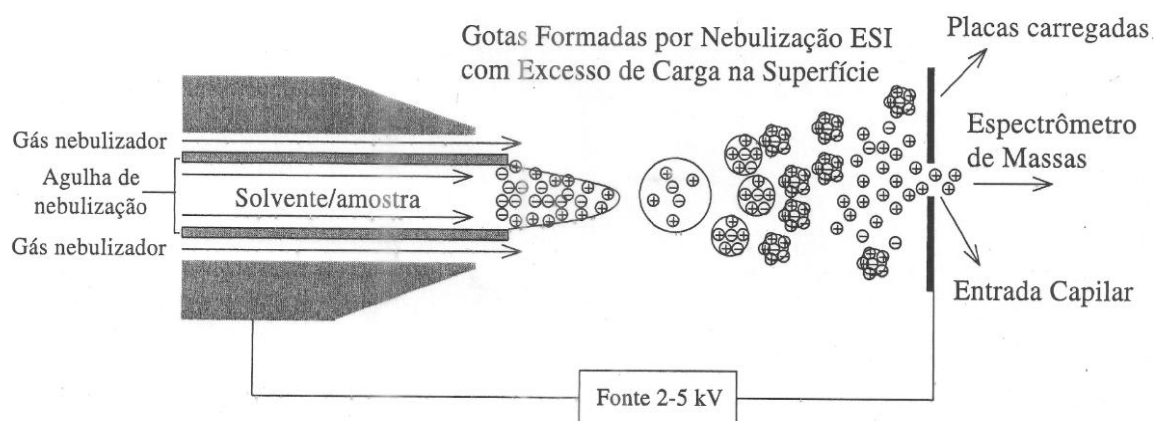 Gotas Formadas por Nebulização ESI
com Excesso de Carga na Superfície
Placas carregadas
Gás nebulizador
Agulha de
nebulização
Solvente/amostra
Gás nebulizador
Espectrômetro
de Massas
Entrada Capilar
Fonte 2-5 kV